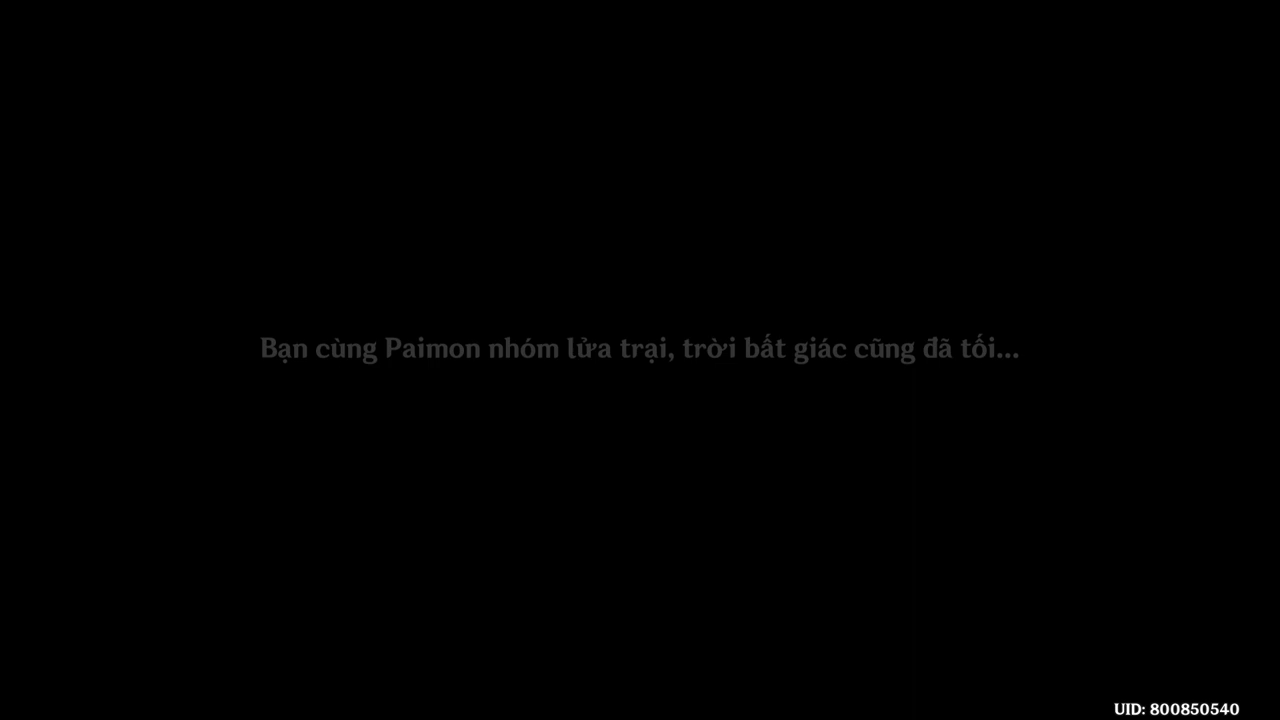 Bạn cùng Paimon nhóm lửa trại, trời bất giác cũng đã tối...
UID: 800850540